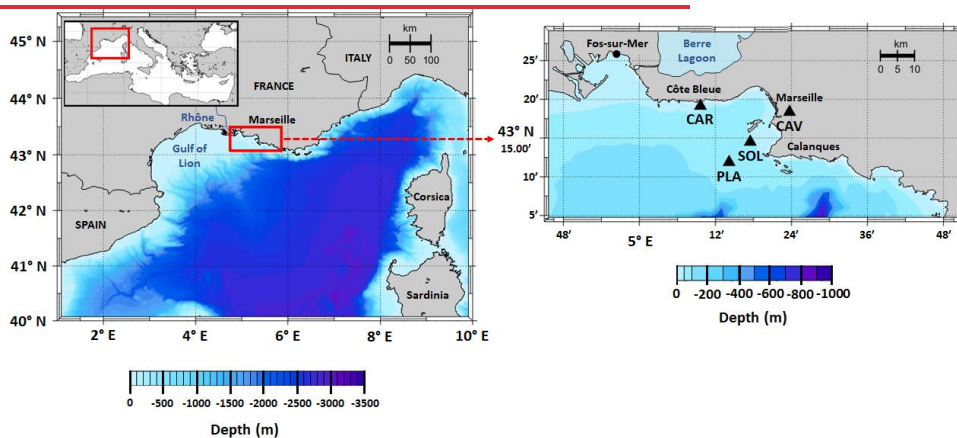 45° N
44° N
43° N
42° N
41° N
40° N
2° E
4° E
6° E
8° E
10° E
ITALY
km
0 50 100
FRANCE
Rhône
Marseille
Gulf of
Lion
Corsica
SPAIN
Sardinia
0 -500 -1000 -1500 -2000 -2500 -3000 -3500
Depth (m)
Fos-sur-Mer
Berre
Lagoon
km
0 5 10
25'
20'
43° N
15.00'
10'
5'
Côte Bleue
CAR
Marseille
CAV
SOL
Calanques
PLA
48'
5° E
12'
24'
36'
48'
0 -200 -400 -600 -800 -1000
Depth (m)